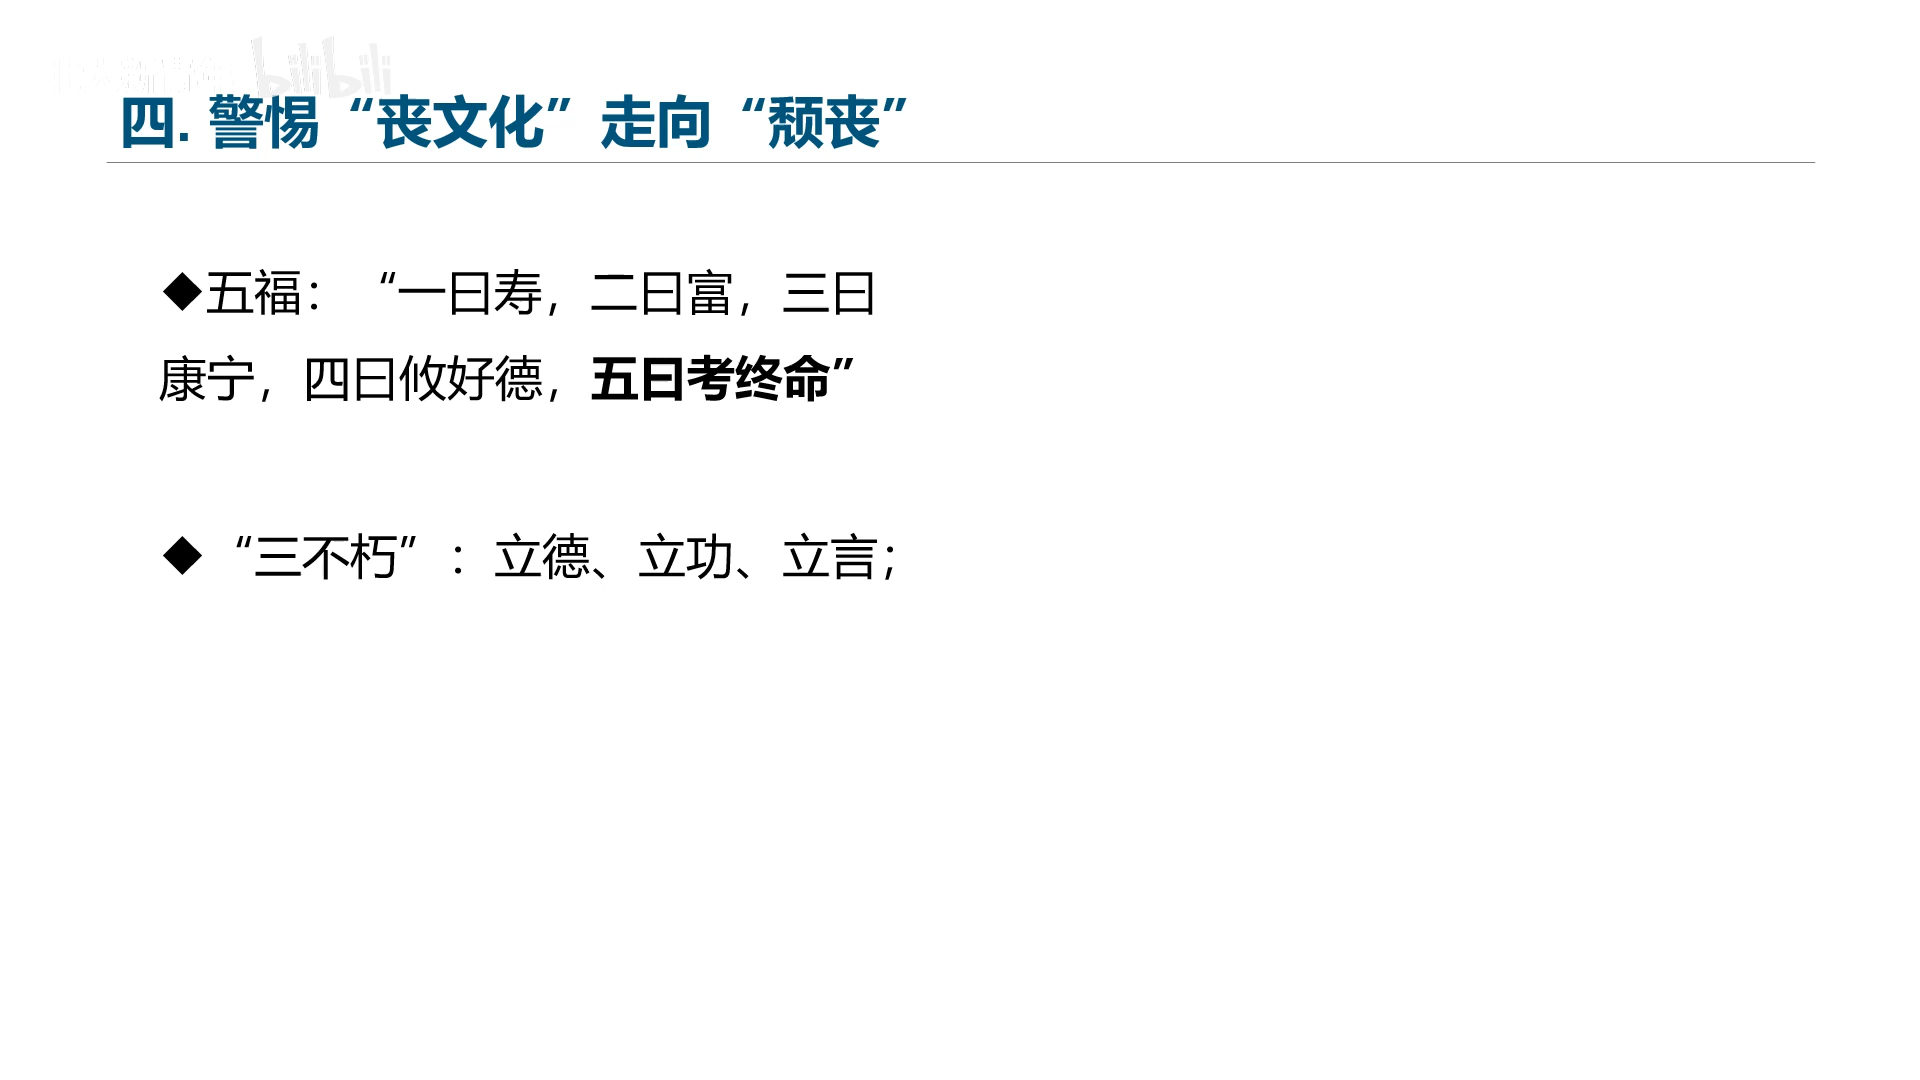 bilibili
四. 警惕“丧文化”走向“颓丧”
◆五福：“一曰寿，二曰富，三曰
康宁，四曰攸好德，五曰考终命”
◆“三不朽”：立德、立功、立言；